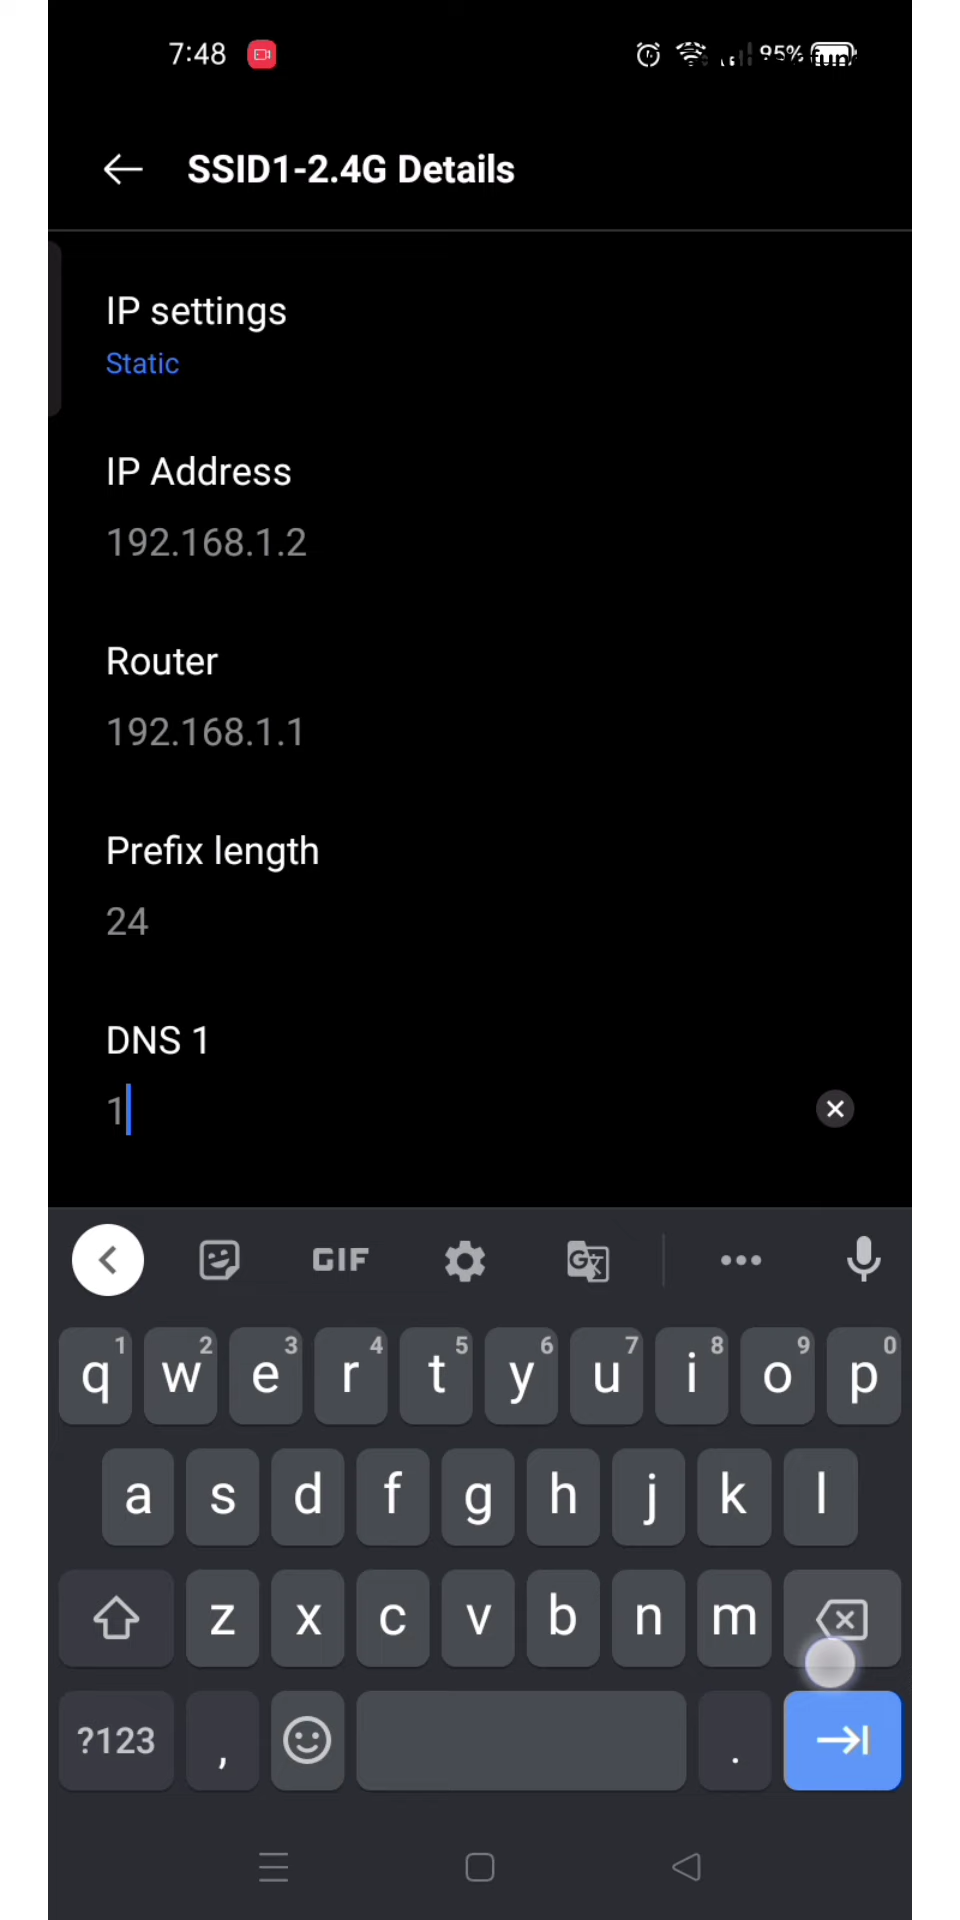 7:48
95%
SSID1-2.4G Details
IP settings
Static
IP Address
192.168.1.2
Router
192.168.1.1
Prefix length
24
DNS 1
1
GIF
G
q 1 w 2 e 3 r 4 t 5 y 6 u 7 i 8 o 9 p 0
a s d f g h j k l
z x c v b n m
?123 , .